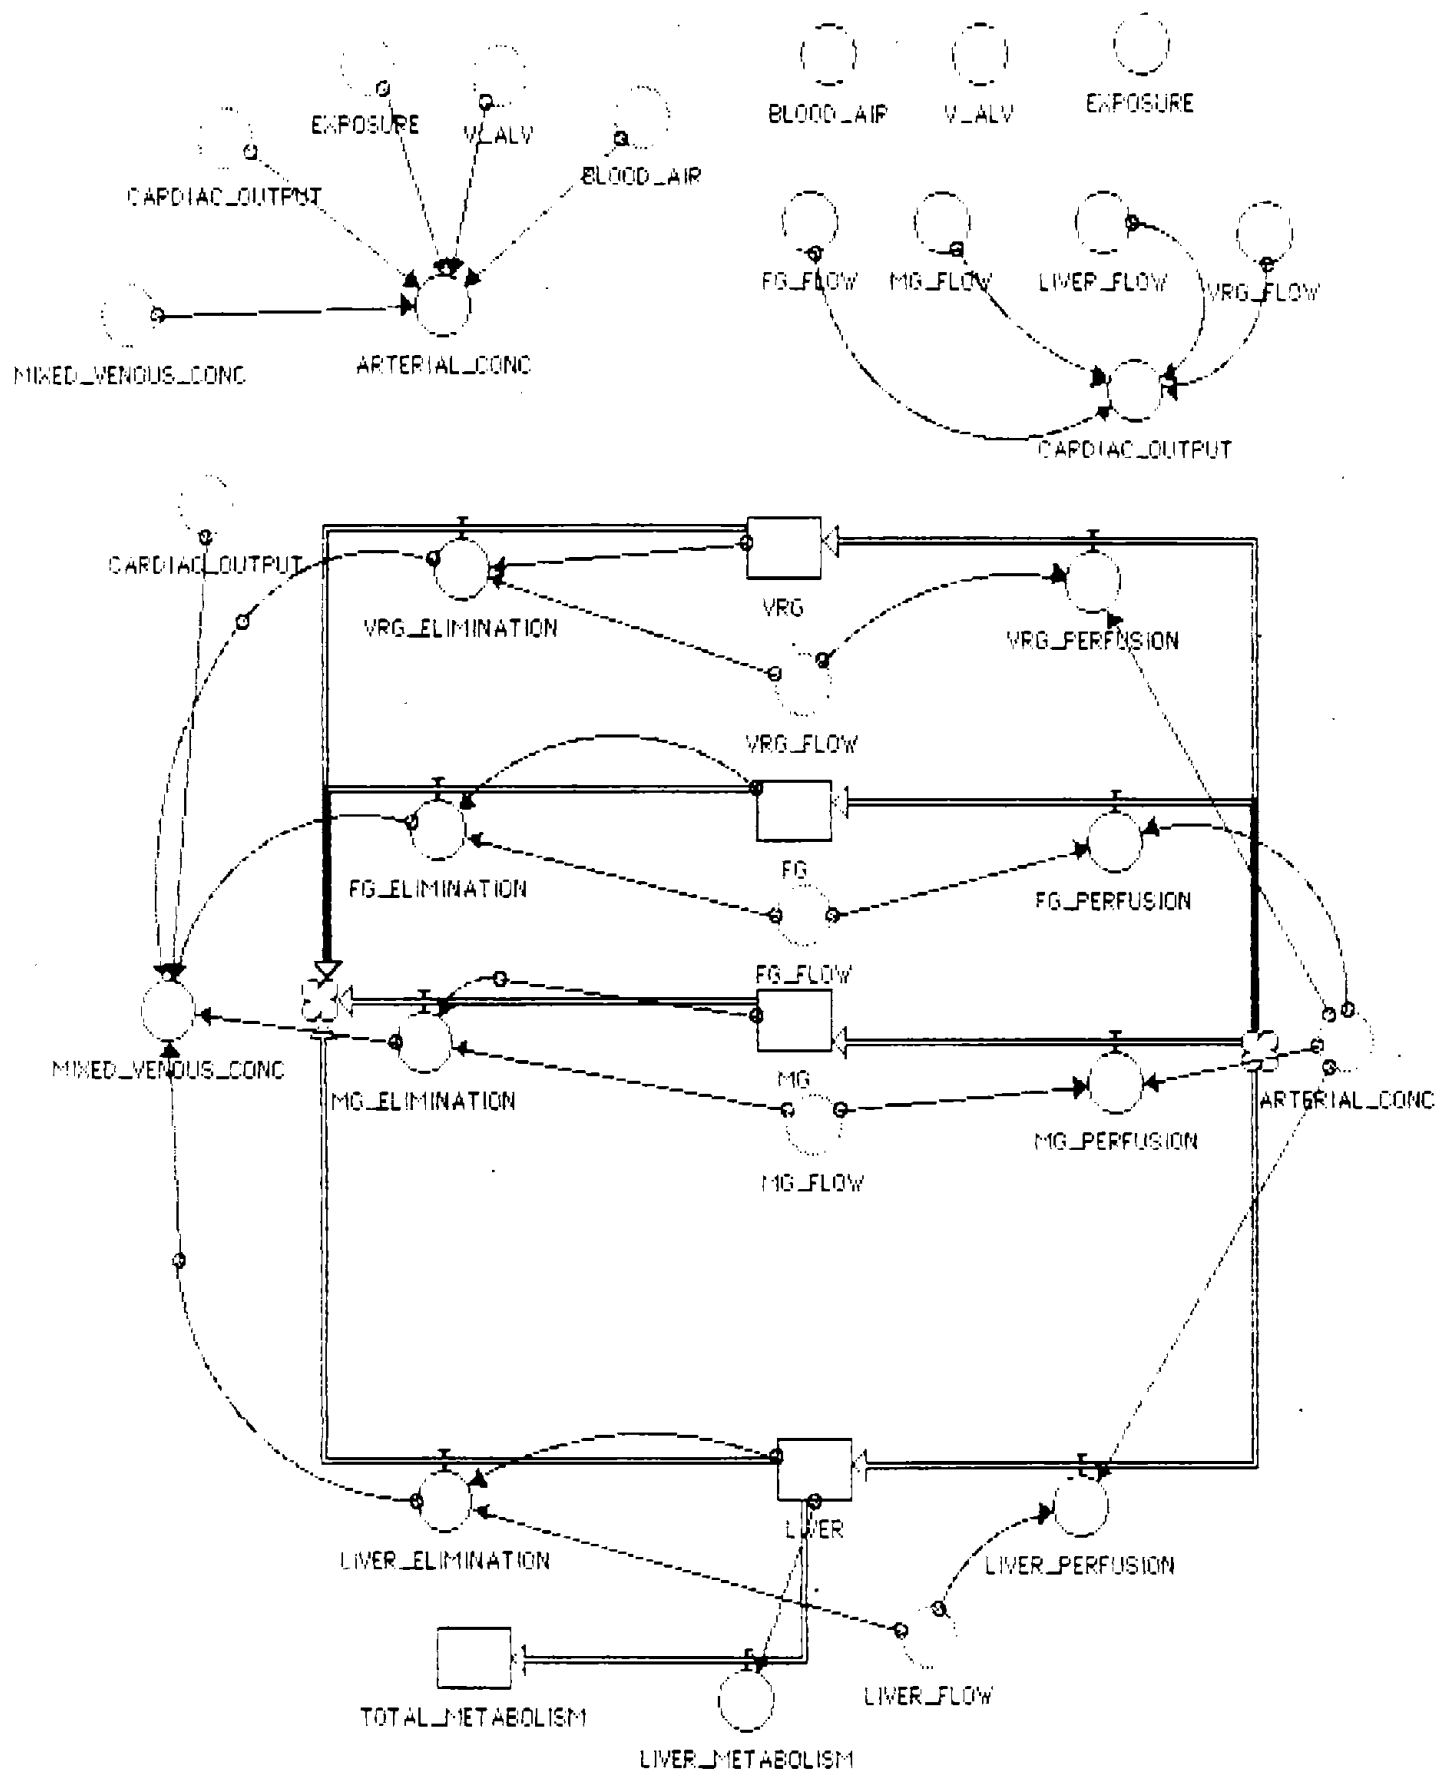 BLOOD_AIR
V_ALV
EXPOSURE
EXPOSURE
V_ALV
BLOOD_AIR
CARDIAC_OUTPUT
FG_FLOW
MG_FLOW
LIVER_FLOW
VRG_FLOW
MIXED_VENOUS_CONC
ARTERIAL_CONC
CARDIAC_OUTPUT
CARDIAC_OUTPUT
VRG
VRG_ELIMINATION
VRG_PERFUSION
VRG_FLOW
FG
FG_ELIMINATION
FG_PERFUSION
FG_FLOW
MIXED_VENOUS_CONC
MG
MG_ELIMINATION
ARTERIAL_CONC
MG_PERFUSION
MG_FLOW
LIVER
LIVER_ELIMINATION
LIVER_PERFUSION
LIVER_FLOW
TOTAL_METABOLISM
LIVER_METABOLISM